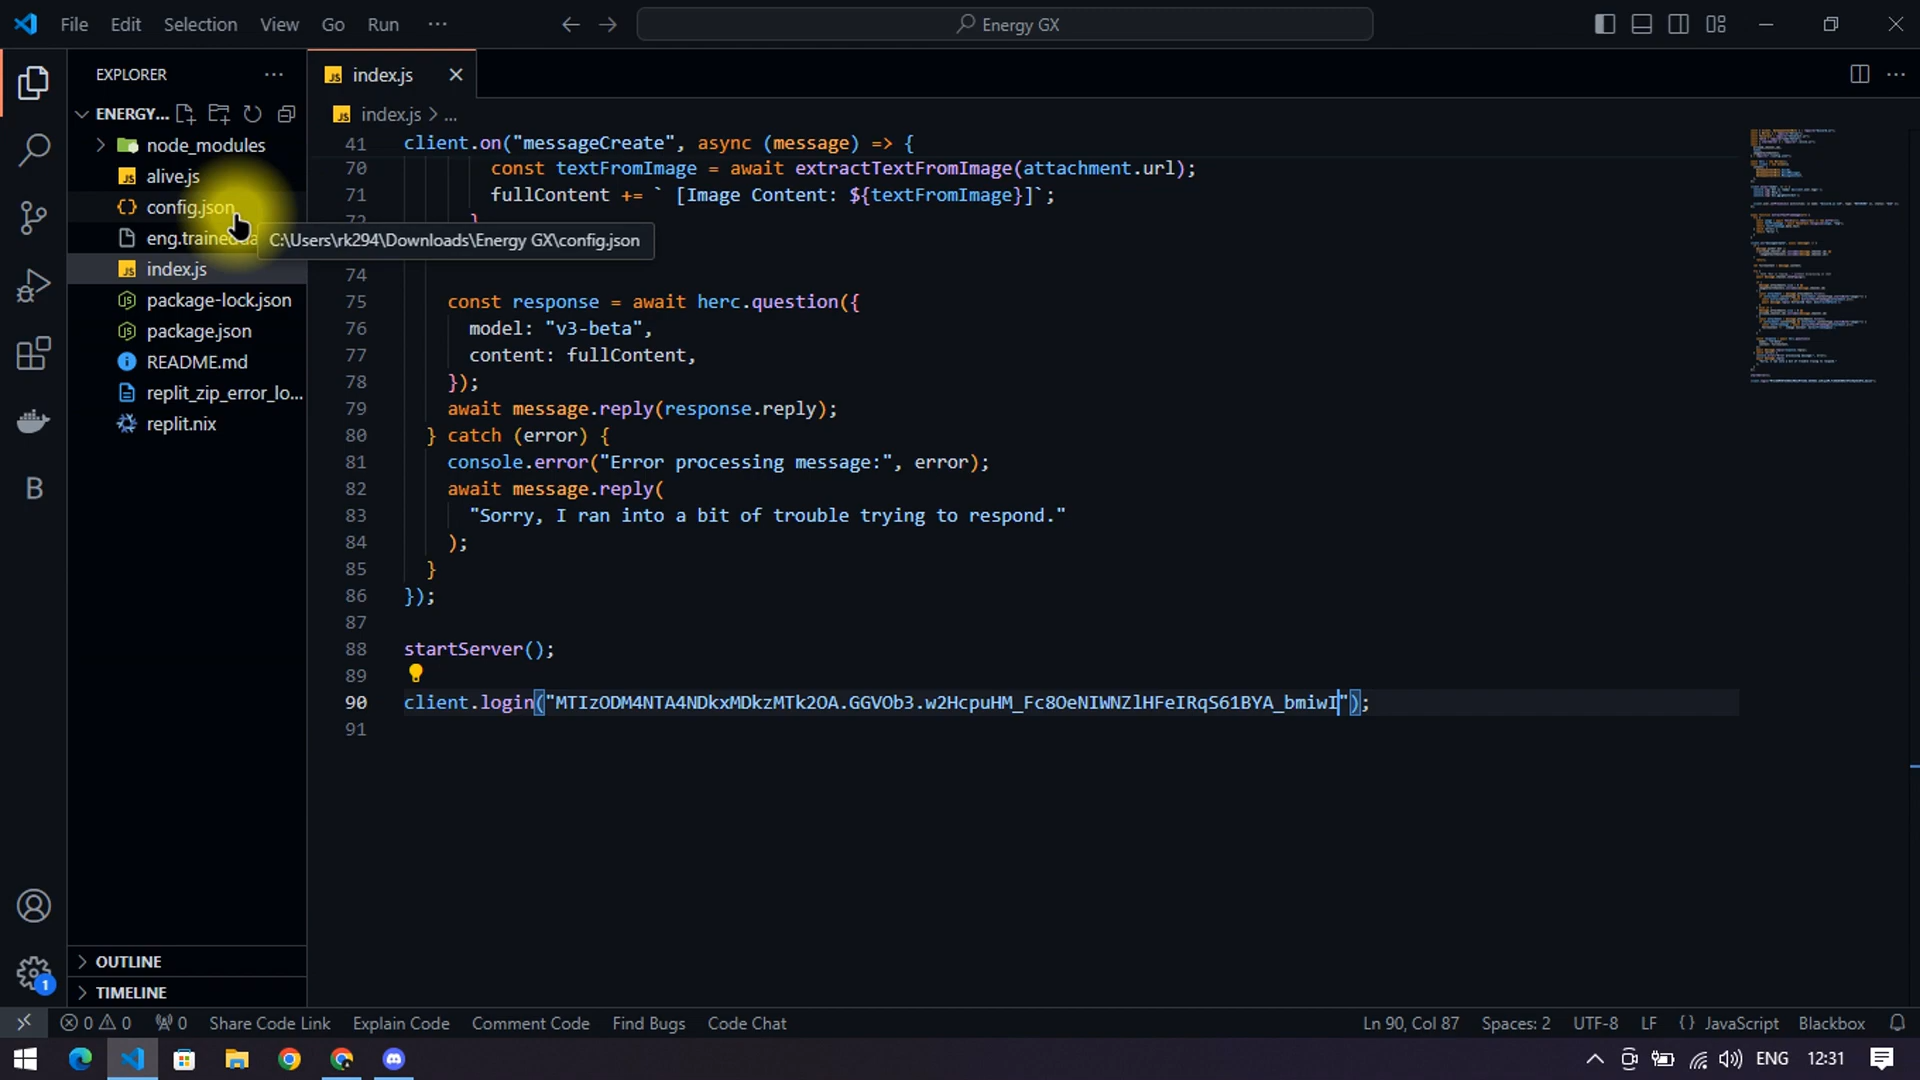 File Edit Selection View Go Run ...
Energy GX
EXPLORER ...
index.js
ENERGY...
index.js > ...
node_modules
alive.js
config.json
eng.trainedda
C:\Users\rk294\Downloads\Energy GX\config.json
index.js
package-lock.json
package.json
README.md
replit_zip_error_lo...
replit.nix
B
41 client.on("messageCreate", async (message) => {
70 const textFromImage = await extractTextFromImage(attachment.url);
71 fullContent += ` [Image Content: ${textFromImage}]`;
72 }
74
75 const response = await herc.question({
76 model: "v3-beta",
77 content: fullContent,
78 });
79 await message.reply(response.reply);
80 } catch (error) {
81 console.error("Error processing message:", error);
82 await message.reply(
83 "Sorry, I ran into a bit of trouble trying to respond."
84 );
85 }
86 });
87
88 startServer();
89
90 client.login("MTIzODM4NTA4NDkxMDkzMTk2OA.GGVOb3.w2HcpuHM_Fc8OeNIWNZlHFeIRqS61BYA_bmiwI");
91
OUTLINE
TIMELINE
1
0 0 0 Share Code Link Explain Code Comment Code Find Bugs Code Chat Ln 90, Col 87 Spaces: 2 UTF-8 LF {} JavaScript Blackbox
ENG 12:31